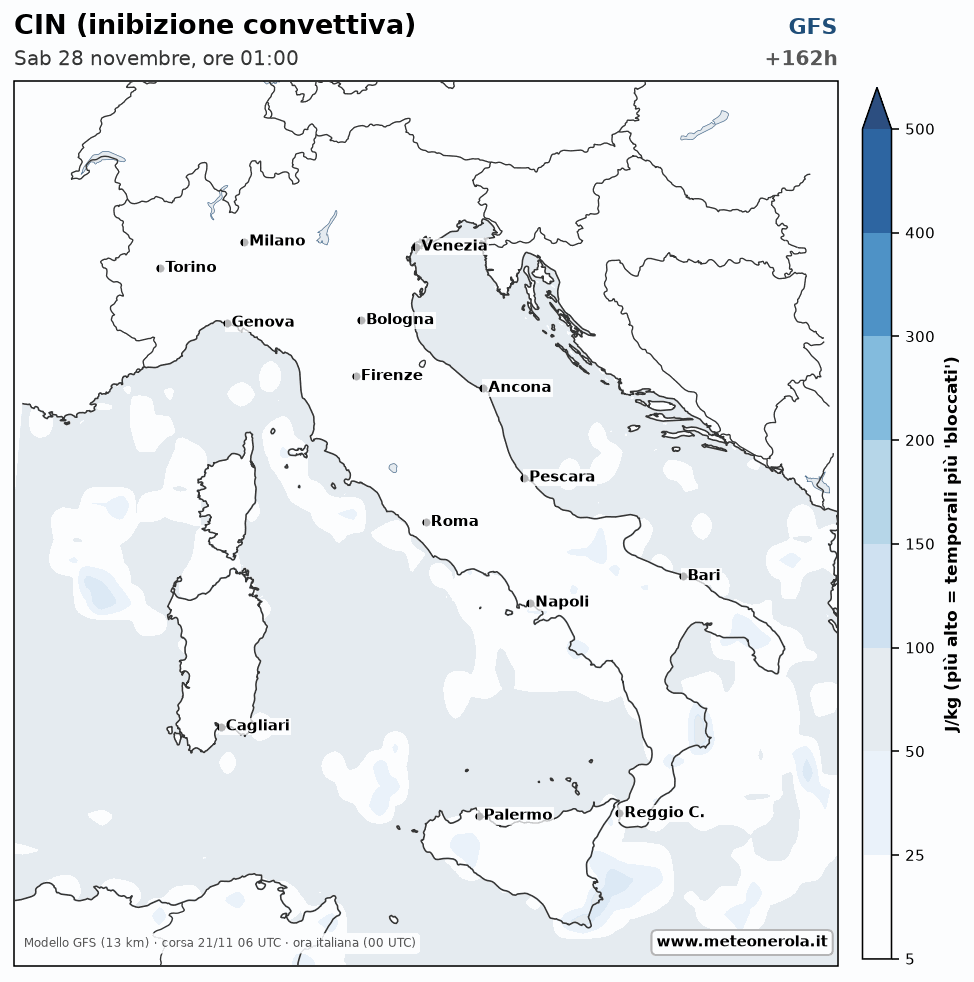 CIN (inibizione convettiva)
GFS
Sab 28 novembre, ore 01:00
+162h
Milano
Venezia
Torino
Genova
Bologna
Firenze
Ancona
Pescara
Roma
Bari
Napoli
Cagliari
Palermo
Reggio C.
500
400
300
200
150
100
50
25
5
J/kg (più alto = temporali più 'bloccati')
Modello GFS (13 km) · corsa 21/11 06 UTC · ora italiana (00 UTC)
www.meteonerola.it